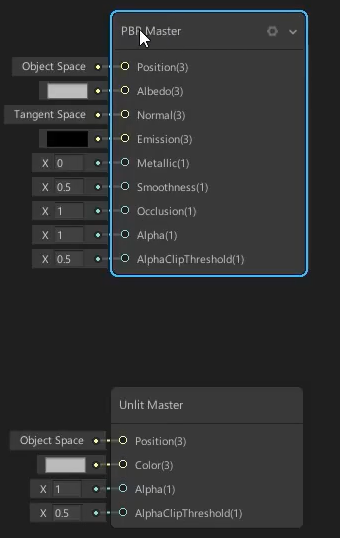 PBR Master
Object Space Position(3)
Albedo(3)
Tangent Space Normal(3)
Emission(3)
X 0 Metallic(1)
X 0.5 Smoothness(1)
X 1 Occlusion(1)
X 1 Alpha(1)
X 0.5 AlphaClipThreshold(1)
Unlit Master
Object Space Position(3)
Color(3)
X 1 Alpha(1)
X 0.5 AlphaClipThreshold(1)